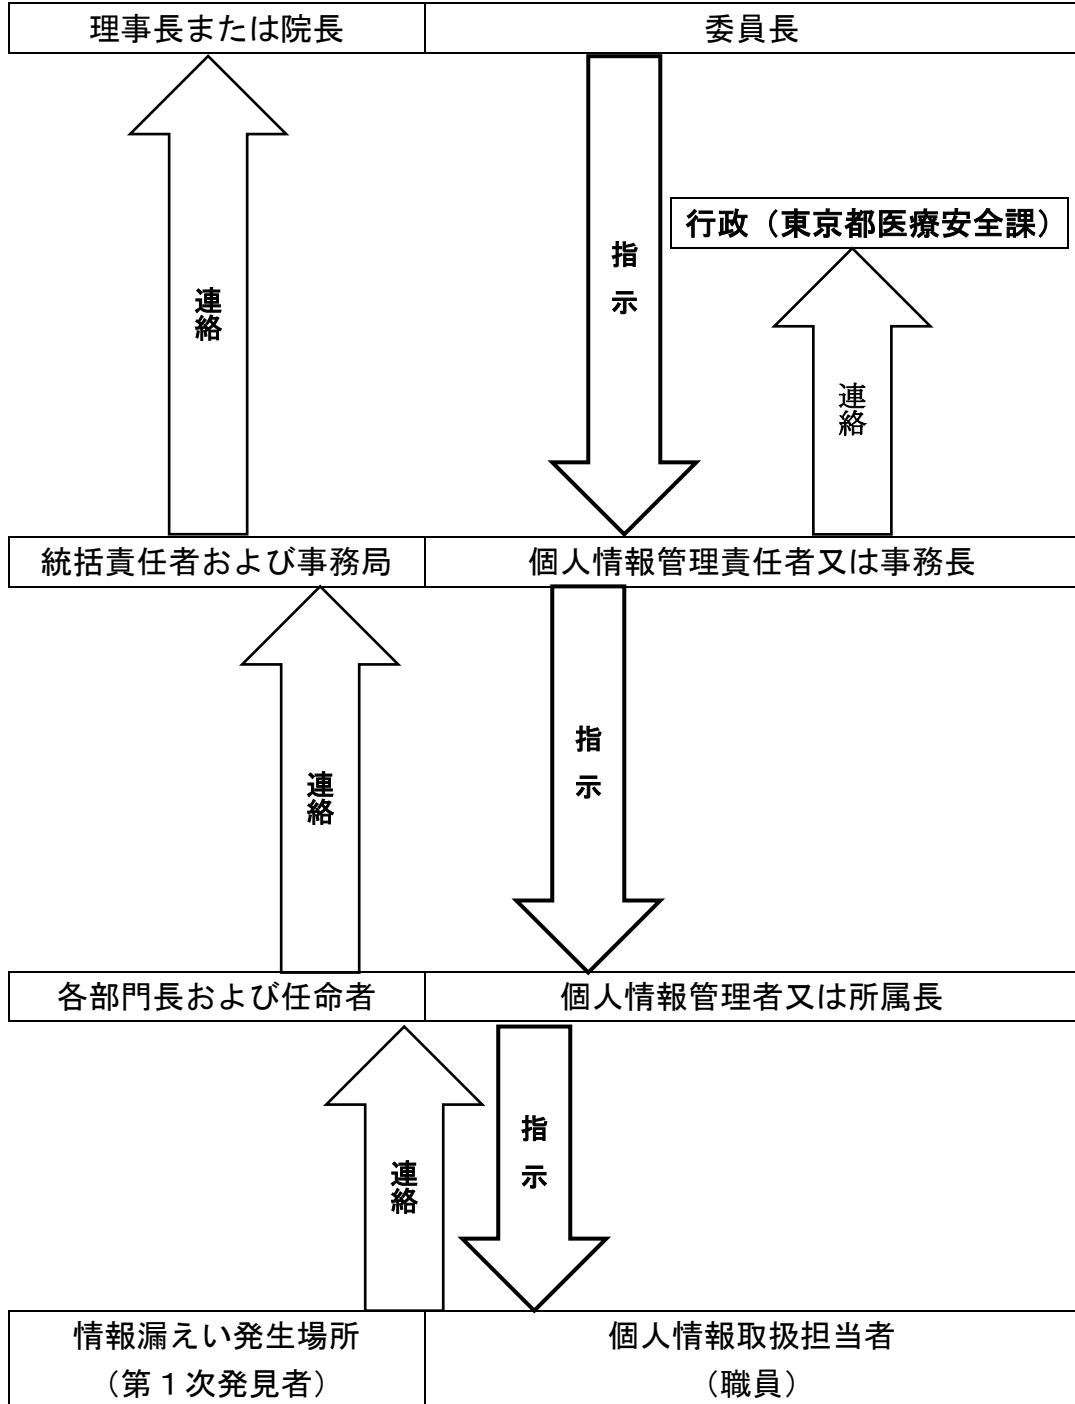 理事長または院長
委員長
行政（東京都医療安全課）
指示
連絡
連絡
統括責任者および事務局
個人情報管理責任者又は事務長
指示
連絡
各部門長および任命者
個人情報管理者又は所属長
指示
連絡
情報漏えい発生場所
（第１次発見者）
個人情報取扱担当者
（職員）